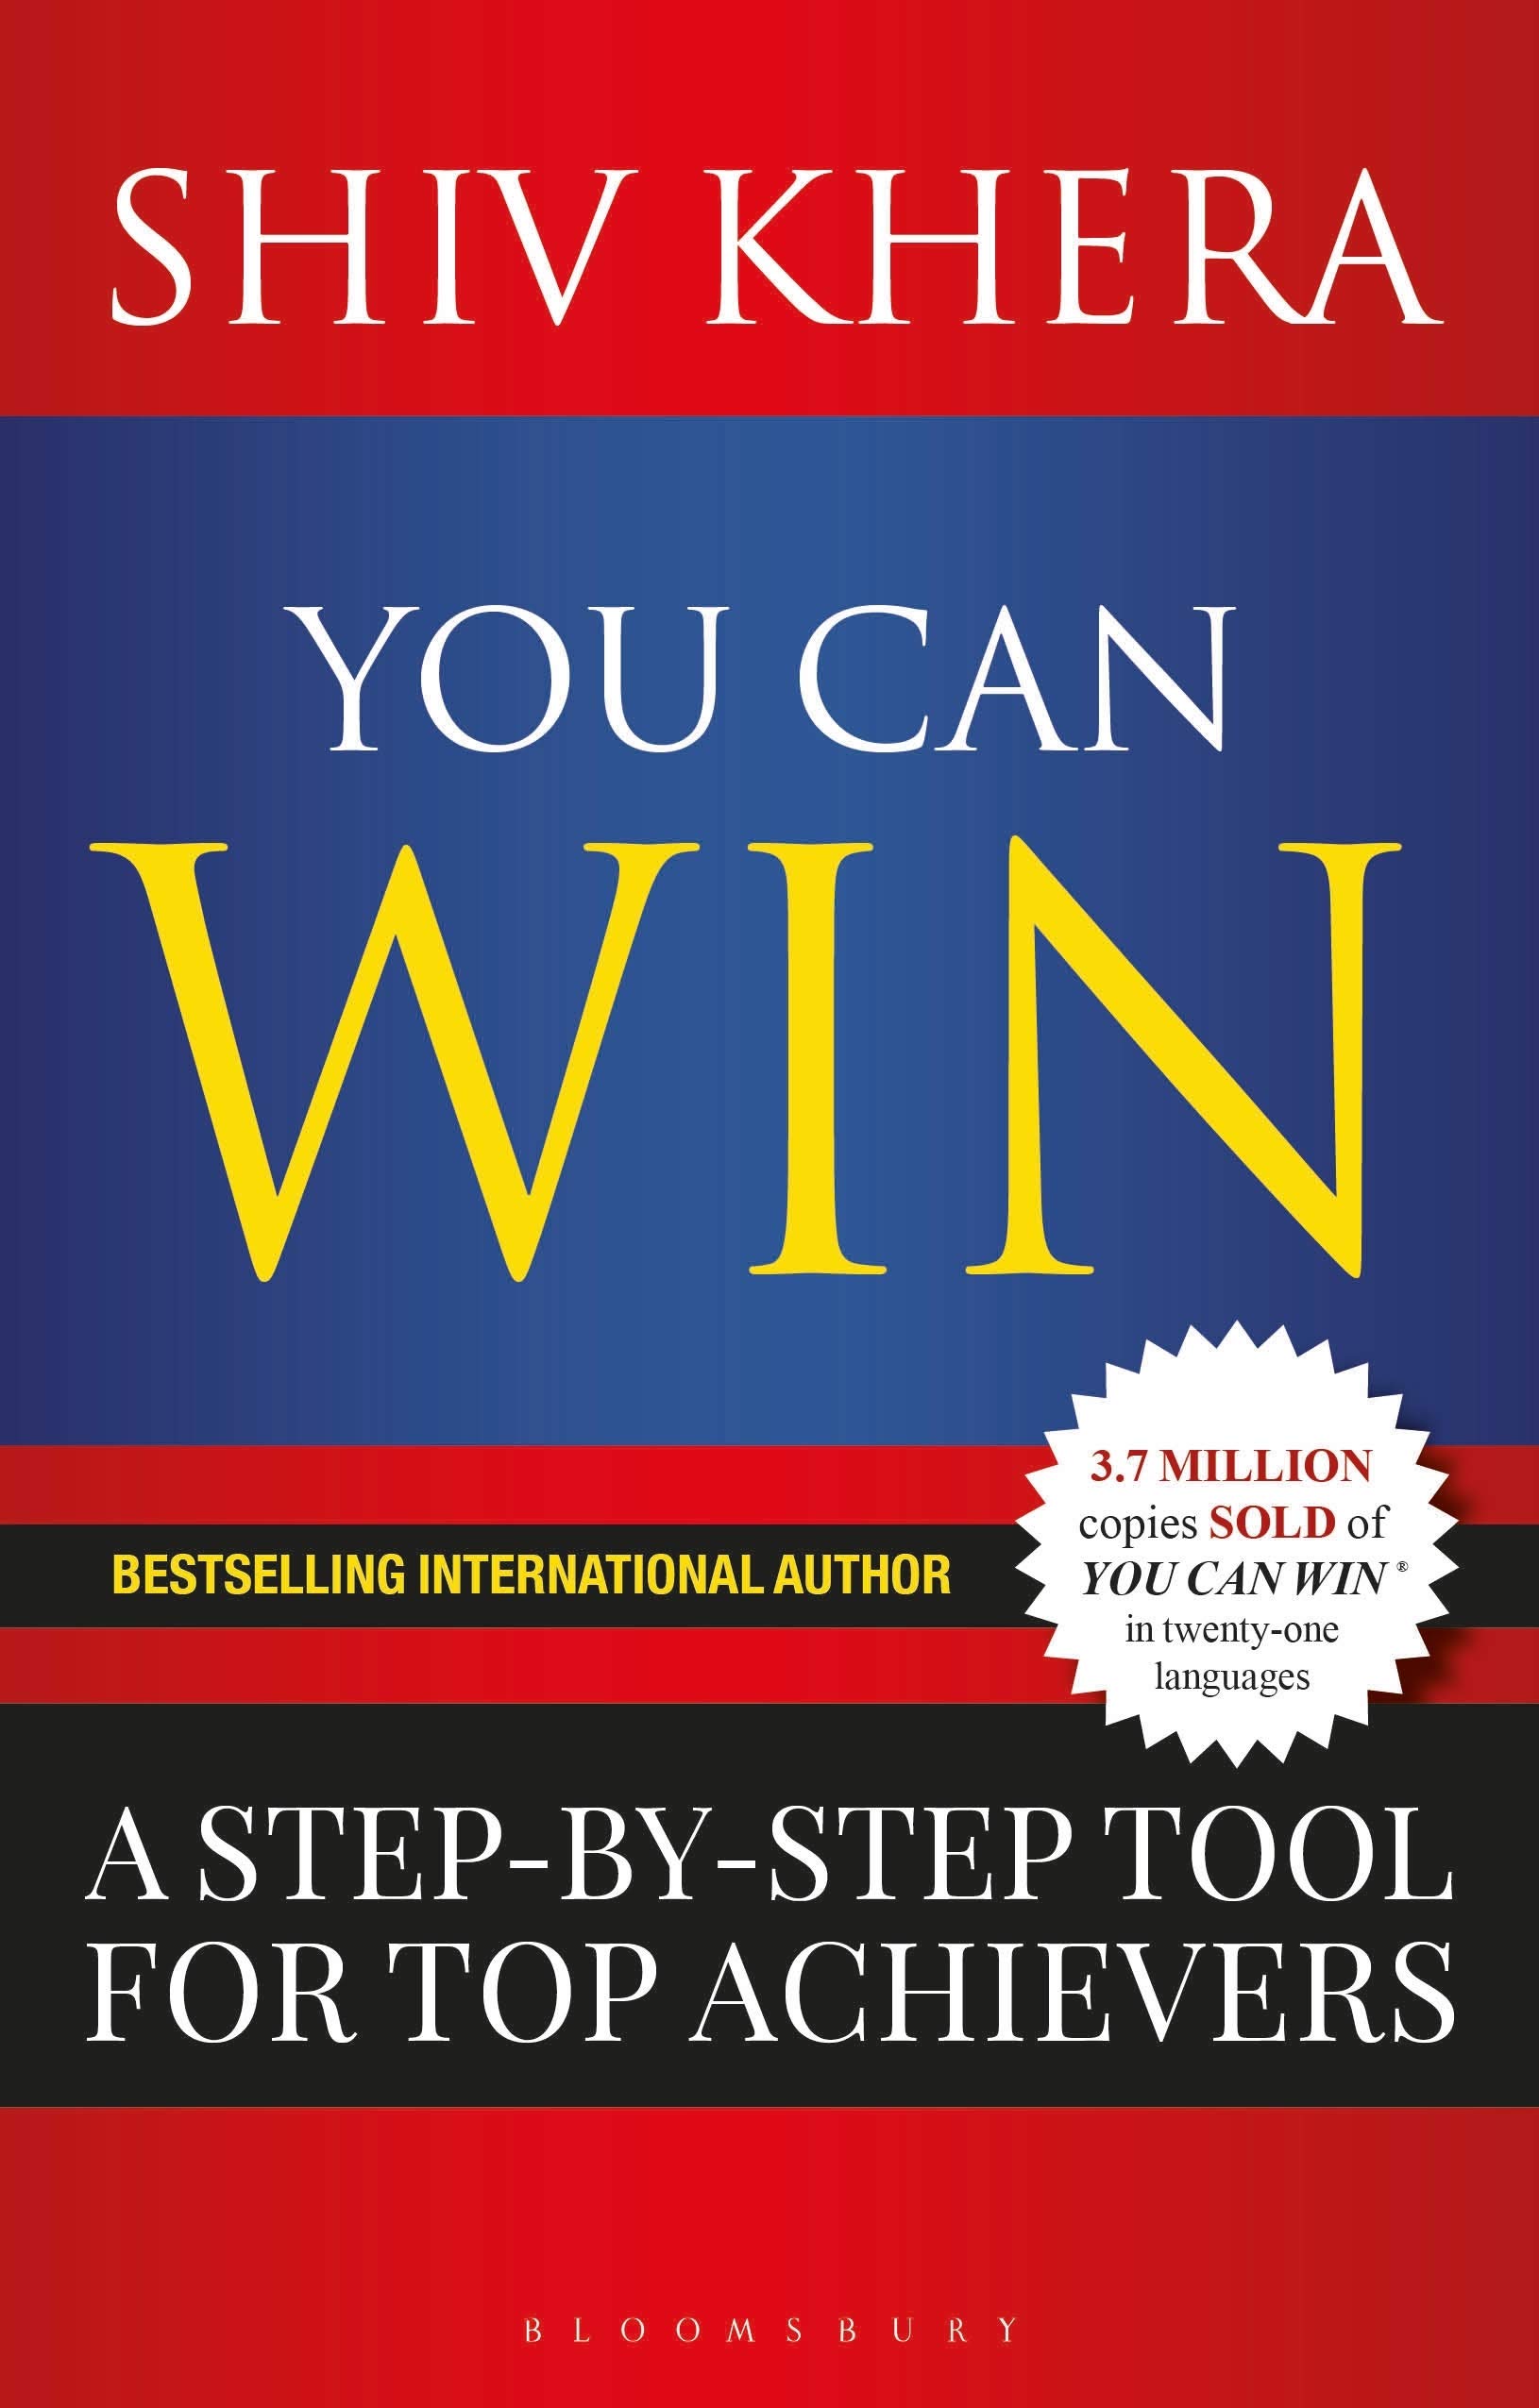 SHIV KHERA
YOU CAN
WIN
3.7 MILLION
copies SOLD of
YOU CAN WIN®
in twenty-one
languages
BESTSELLING INTERNATIONAL AUTHOR
A STEP-BY-STEP TOOL
FOR TOP ACHIEVERS
BLOOMSBURY